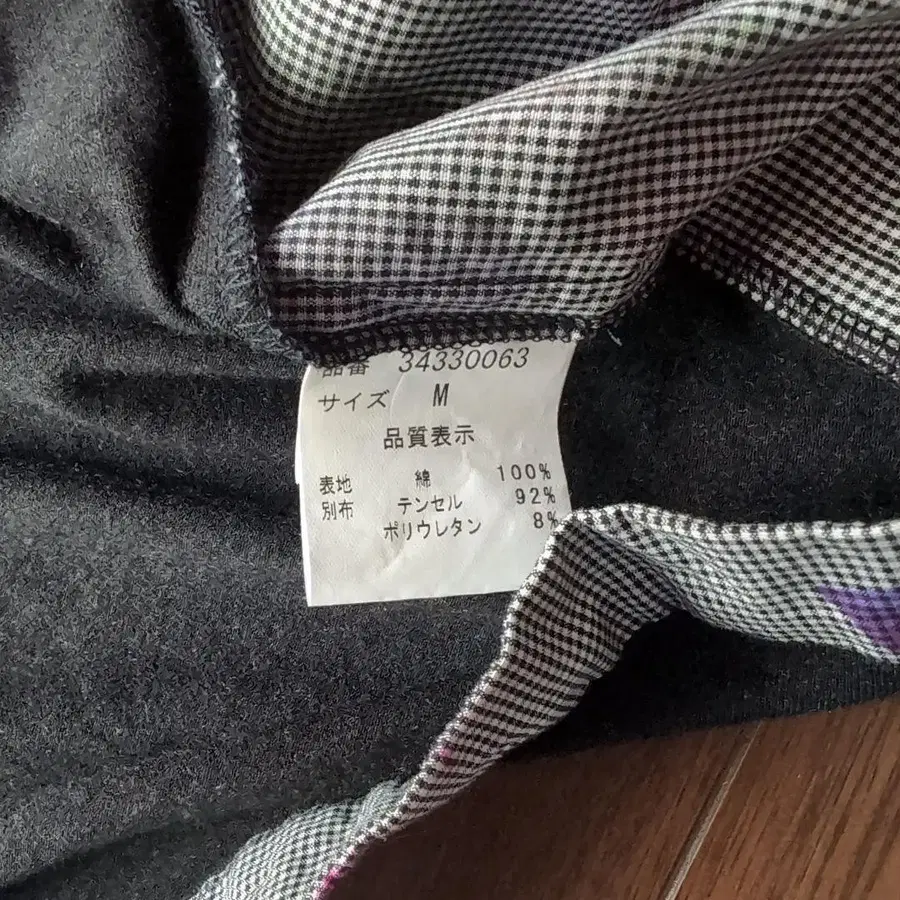 品番 34330063
サイズ M
品質表示
表地 綿 100%
別布 テンセル 92%
ポリウレタン 8%